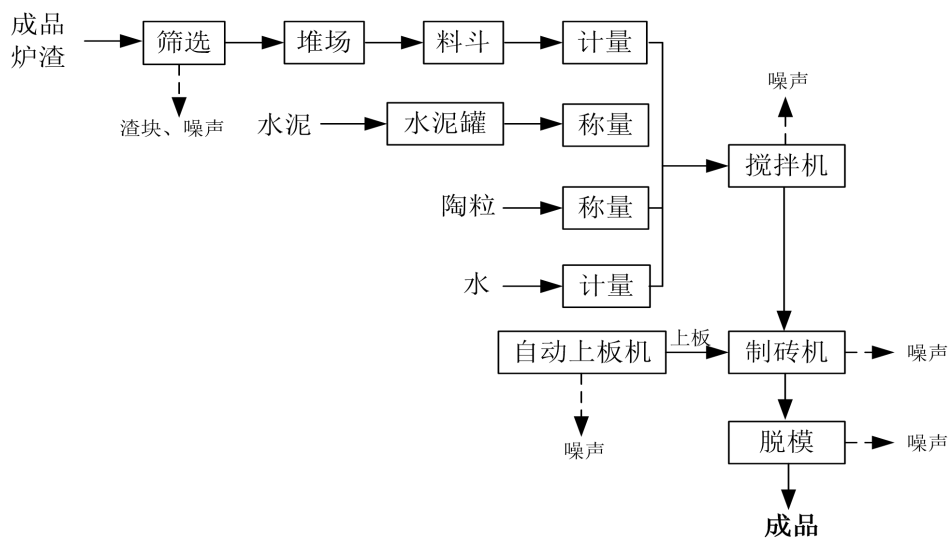 成品
炉渣
筛选
堆场
料斗
计量
渣块、噪声
水泥
水泥罐
称量
噪声
搅拌机
陶粒
称量
水
计量
自动上板机
上板
制砖机
噪声
噪声
脱模
噪声
成品